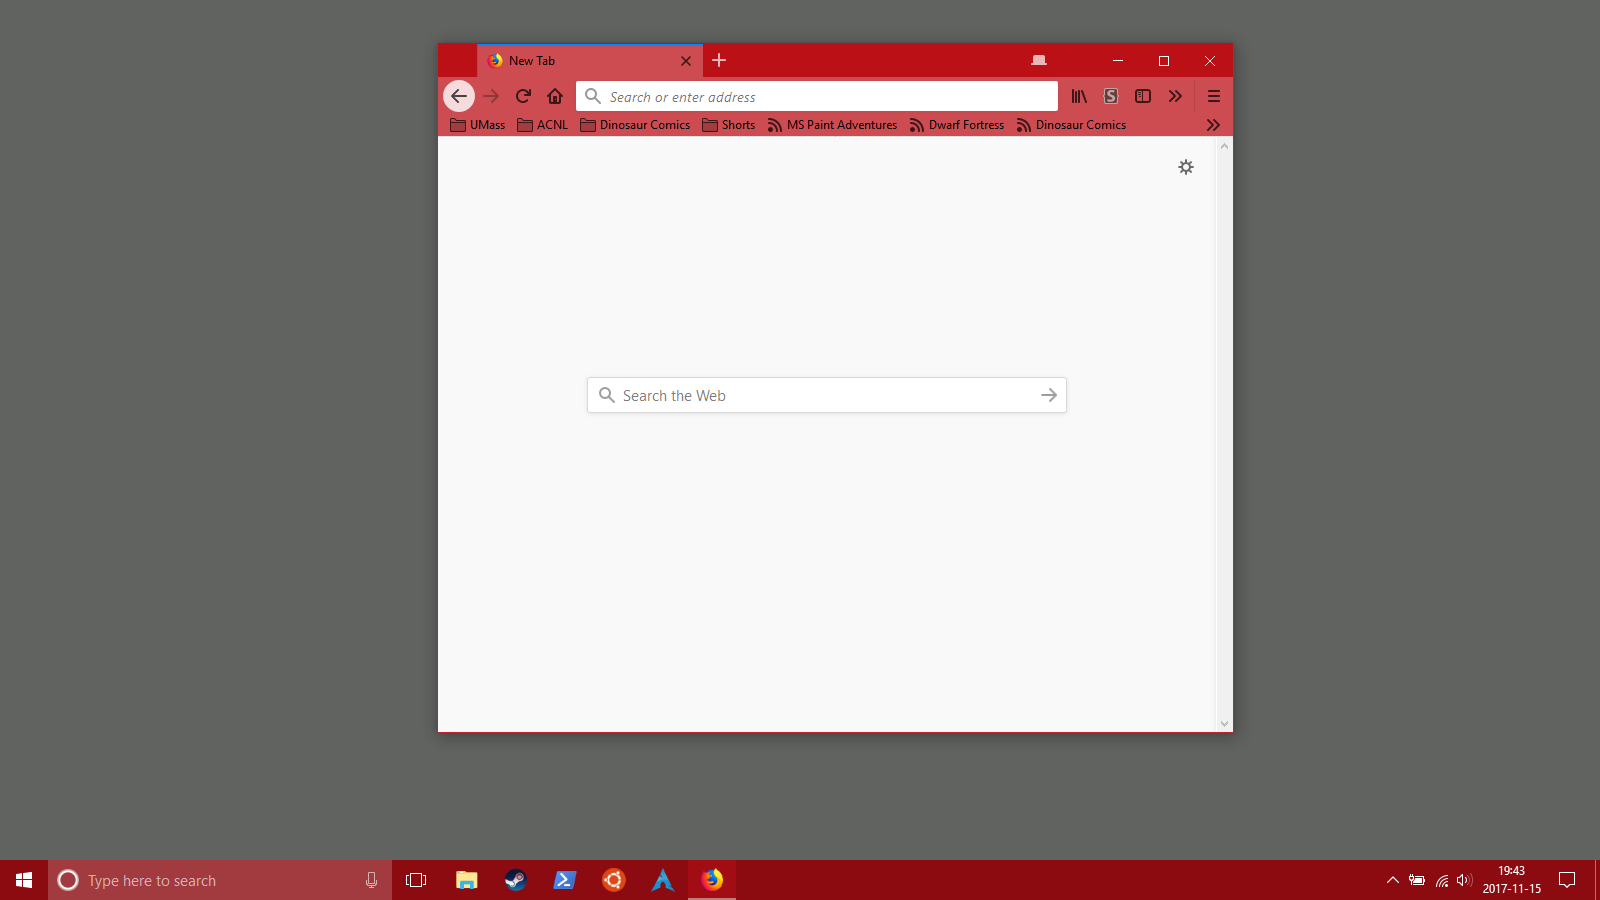 New Tab
Search or enter address
UMass ACNL Dinosaur Comics Shorts MS Paint Adventures Dwarf Fortress Dinosaur Comics
Search the Web
Type here to search
19:43
2017-11-15